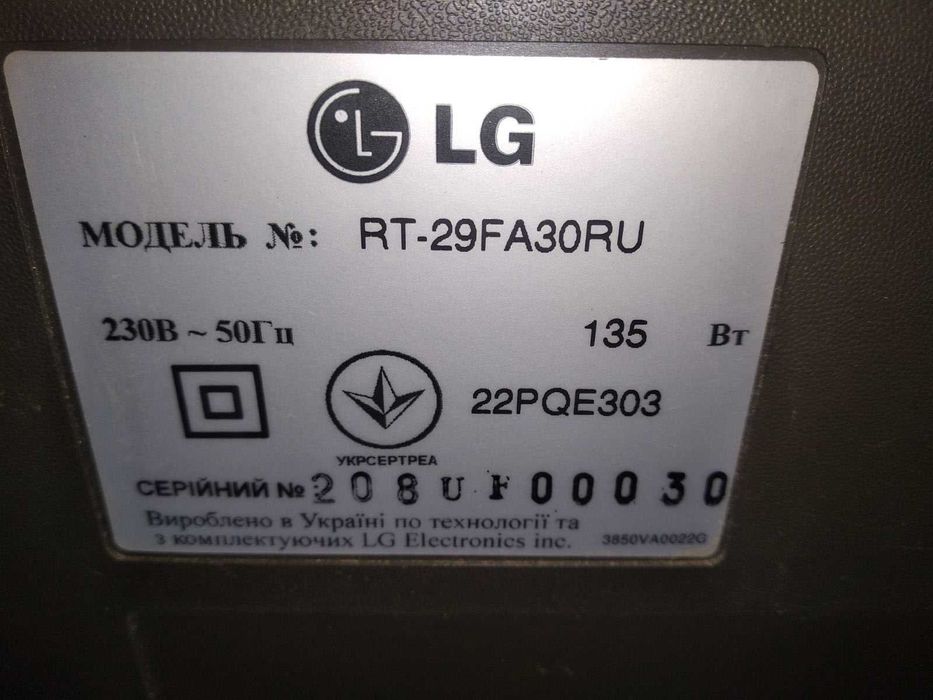 LG
МОДЕЛЬ №: RT-29FA30RU
230В ~ 50Гц 135 Вт
22PQE303
УКРСЕРТРЕА
СЕРІЙНИЙ № 208UF00030
Вироблено в Україні по технології та
з комплектуючих LG Electronics inc. 3850VA0022G